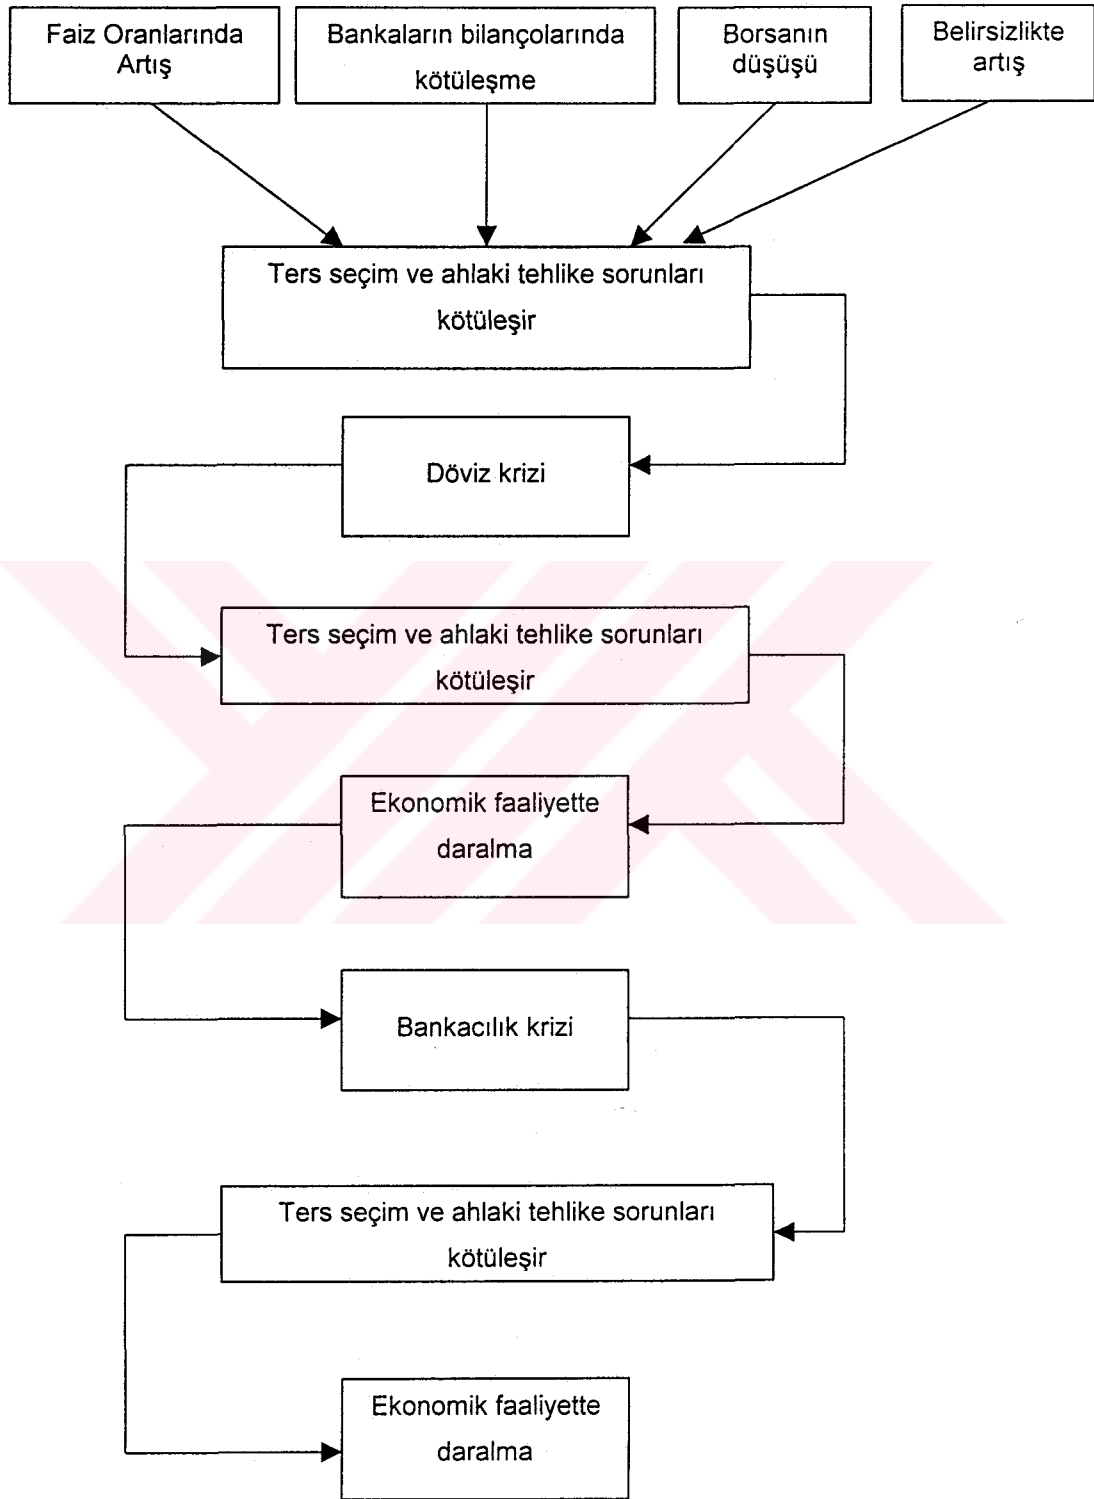 Faiz Oranlarında
Artış
Bankaların bilançolarında
kötüleşme
Borsanın
düşüşü
Belirsizlikte
artış
Ters seçim ve ahlaki tehlike sorunları
kötüleşir
Döviz krizi
Ters seçim ve ahlaki tehlike sorunları
kötüleşir
Ekonomik faaliyette
daralma
Bankacılık krizi
Ters seçim ve ahlaki tehlike sorunları
kötüleşir
Ekonomik faaliyette
daralma